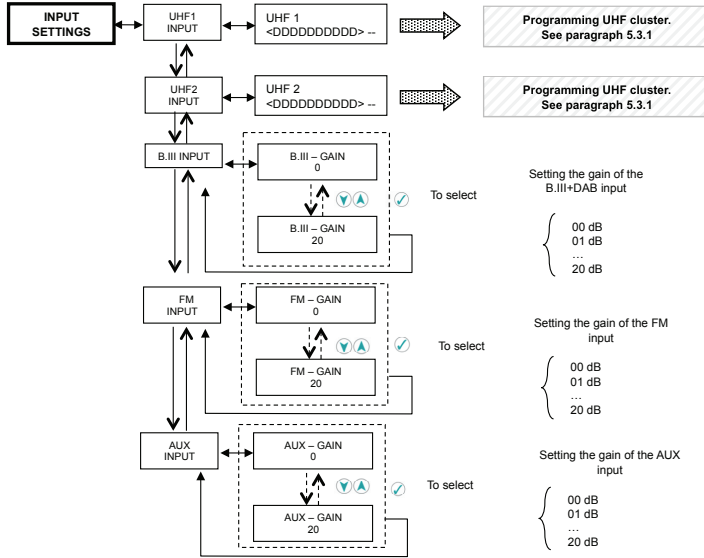 INPUT
SETTINGS
UHF1
INPUT
UHF 1
<DDDDDDDDDD> --
Programming UHF cluster.
See paragraph 5.3.1
UHF2
INPUT
UHF 2
<DDDDDDDDDD> --
Programming UHF cluster.
See paragraph 5.3.1
B.III INPUT
B.III – GAIN
0
B.III – GAIN
20
To select
Setting the gain of the
B.III+DAB input
00 dB
01 dB
…
20 dB
FM
INPUT
FM – GAIN
0
FM – GAIN
20
To select
Setting the gain of the FM
input
00 dB
01 dB
…
20 dB
AUX
INPUT
AUX – GAIN
0
AUX – GAIN
20
To select
Setting the gain of the AUX
input
00 dB
01 dB
…
20 dB